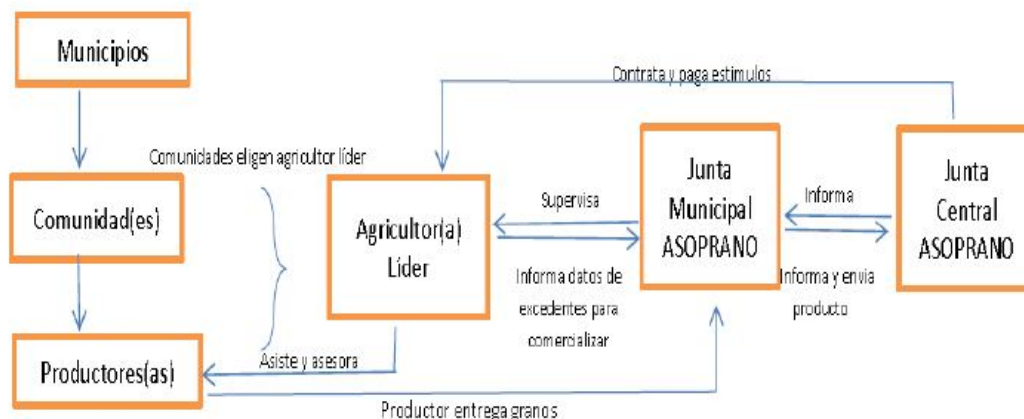 Municipios
Contrata y paga estimulos
Comunidades eligen agricultor líder
Comunidad(es)
Agricultor(a)
Líder
Supervisa
Junta
Municipal
ASOPRANO
Informa
Junta
Central
ASOPRANO
Informa datos de
excedentes para
comercializar
Informa y envia
producto
Productores(as)
Asiste y asesora
Productor entrega granos